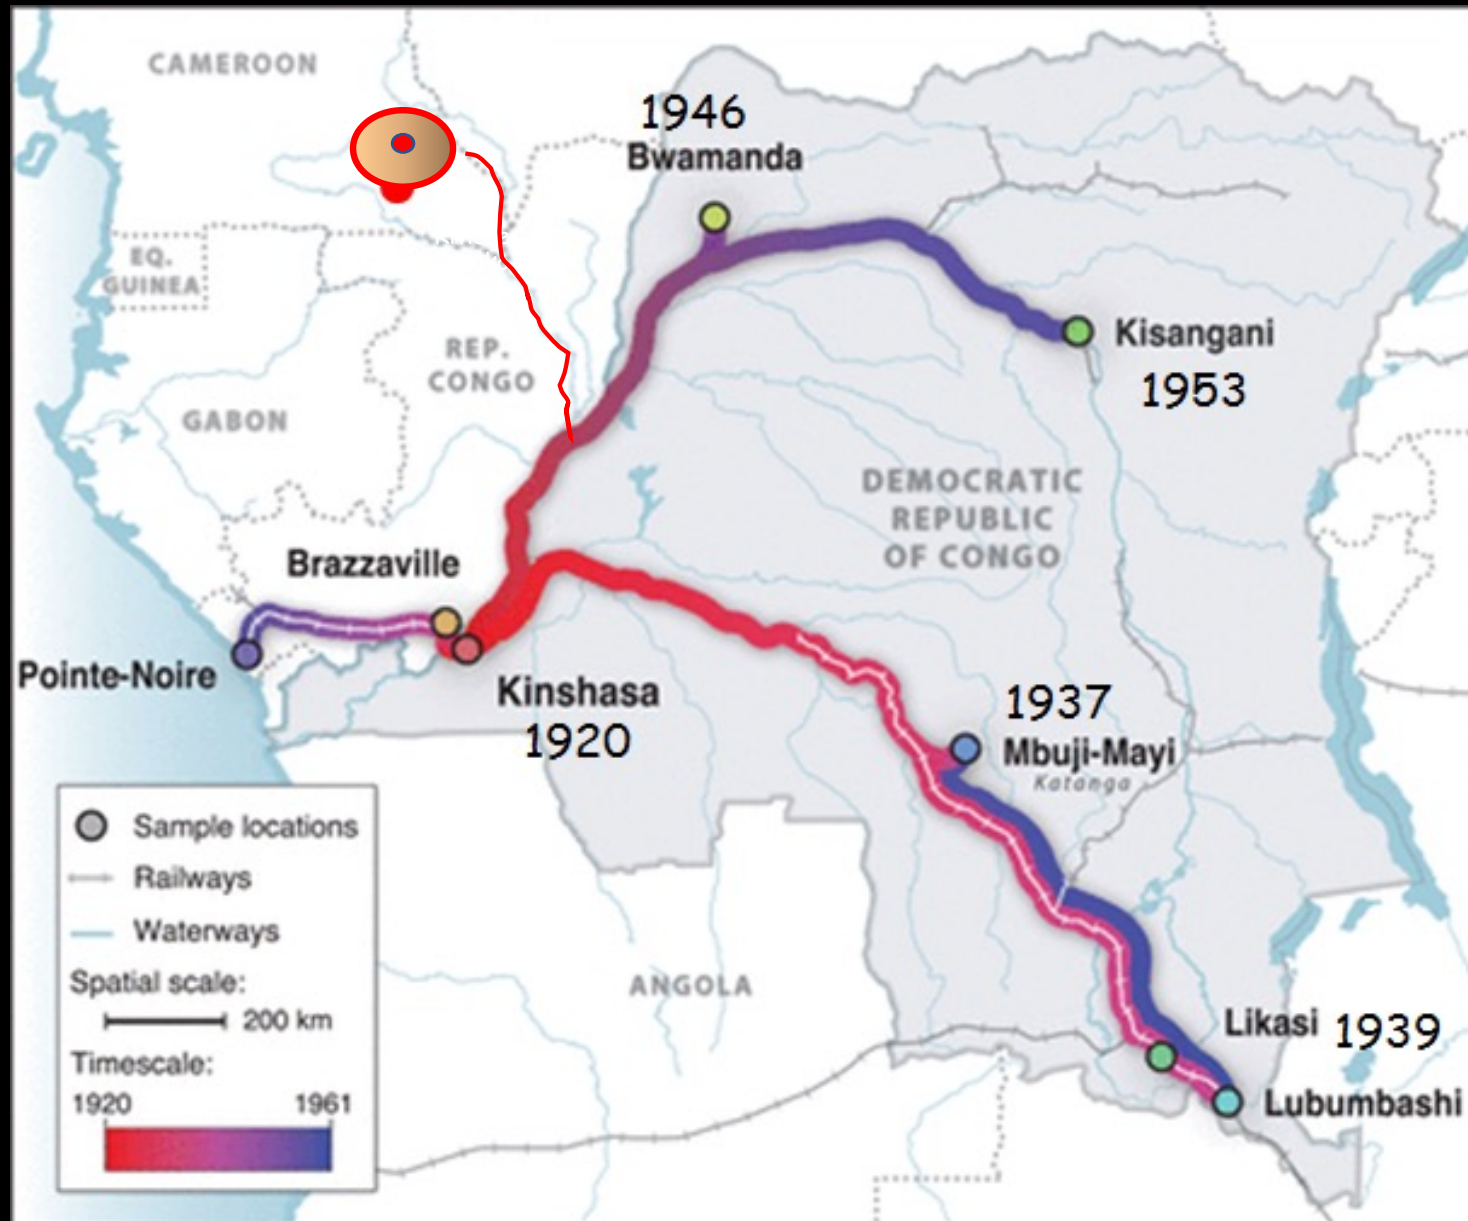 CAMEROON
1946
Bwamanda
EQ.
GUINEA
REP.
CONGO
GABON
Kisangani
1953
DEMOCRATIC
REPUBLIC
OF CONGO
Brazzaville
Pointe-Noire
Kinshasa
1920
1937
Mbuji-Mayi
Katanga
Sample locations
Railways
Waterways
Spatial scale:
200 km
Timescale:
1920 1961
ANGOLA
Likasi 1939
Lubumbashi